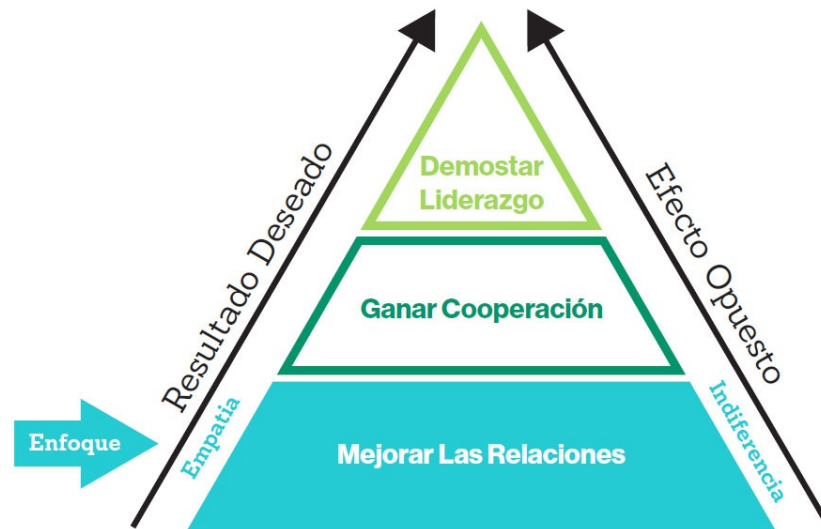 Resultado Deseado
Efecto Opuesto
Demostar
Liderazgo
Ganar Cooperación
Enfoque
Empatia
Mejorar Las Relaciones
Indiferencia